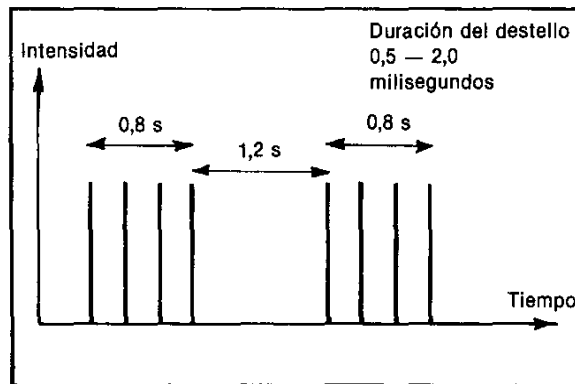 Duración del destello
0,5 — 2,0
milisegundos
Intensidad
0,8 s
1,2 s
0,8 s
Tiempo